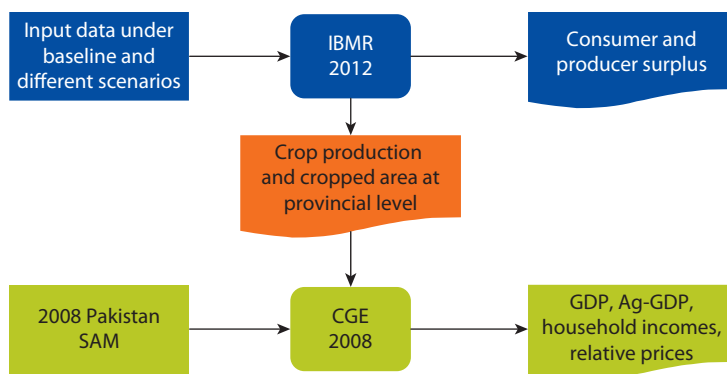 Input data under
baseline and
different scenarios
IBMR
2012
Consumer and
producer surplus
Crop production
and cropped area at
provincial level
2008 Pakistan
SAM
CGE
2008
GDP, Ag-GDP,
household incomes,
relative prices